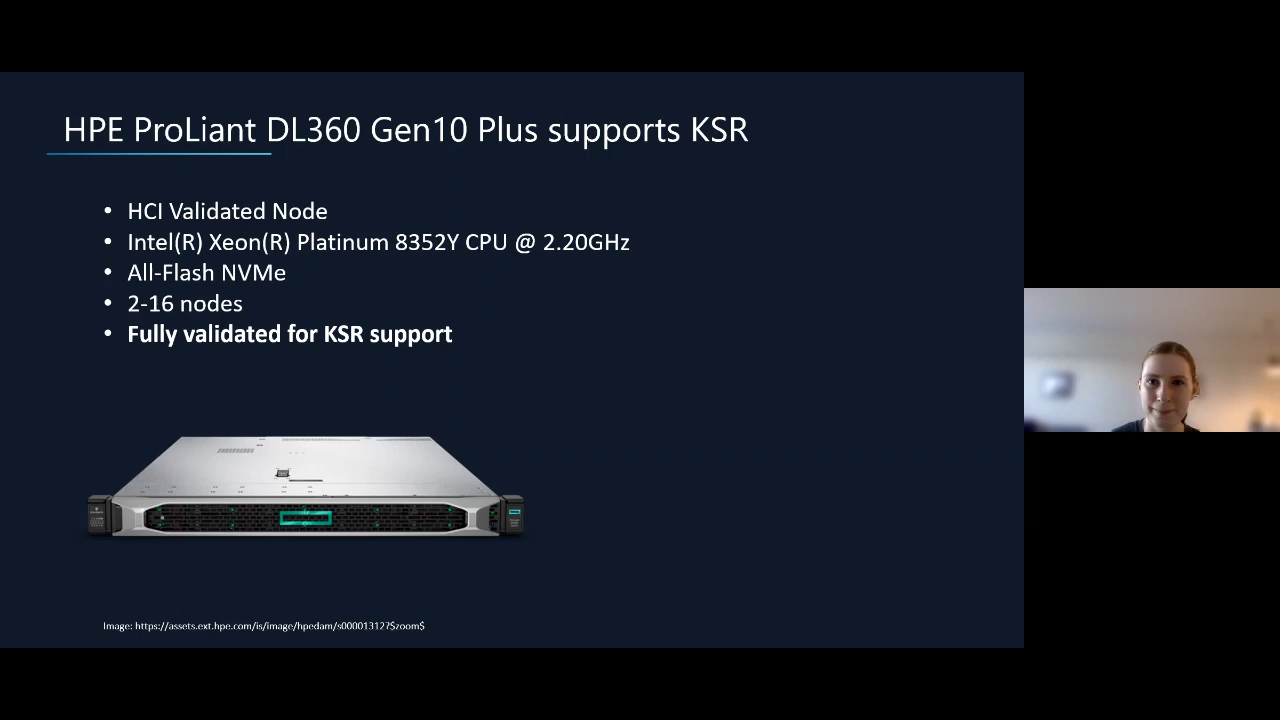 HPE ProLiant DL360 Gen10 Plus supports KSR
• HCI Validated Node
• Intel(R) Xeon(R) Platinum 8352Y CPU @ 2.20GHz
• All-Flash NVMe
• 2-16 nodes
• Fully validated for KSR support
Image: https://assets.ext.hpe.com/is/image/hpedam/s00001312?$zoom$